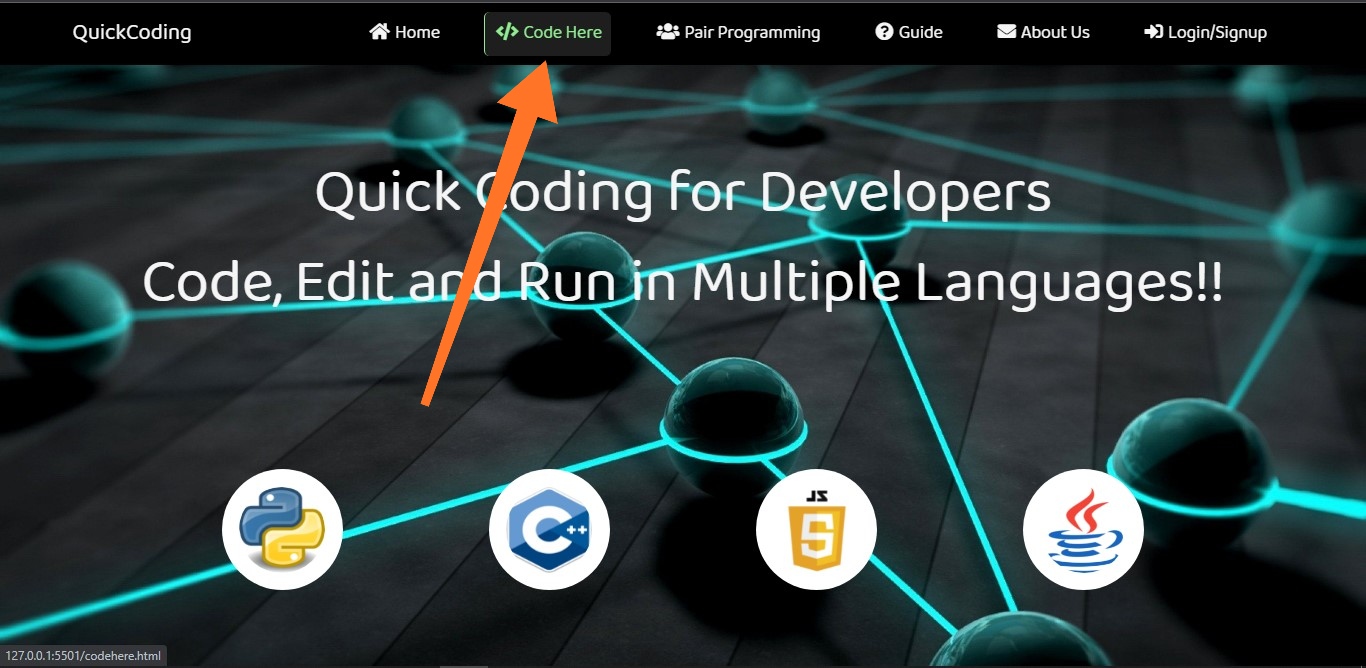 QuickCoding
Home
Code Here
Pair Programming
Guide
About Us
Login/Signup
Quick Coding for Developers
Code, Edit and Run in Multiple Languages!!
C++
JS
5
127.0.0.1:5501/codehere.html